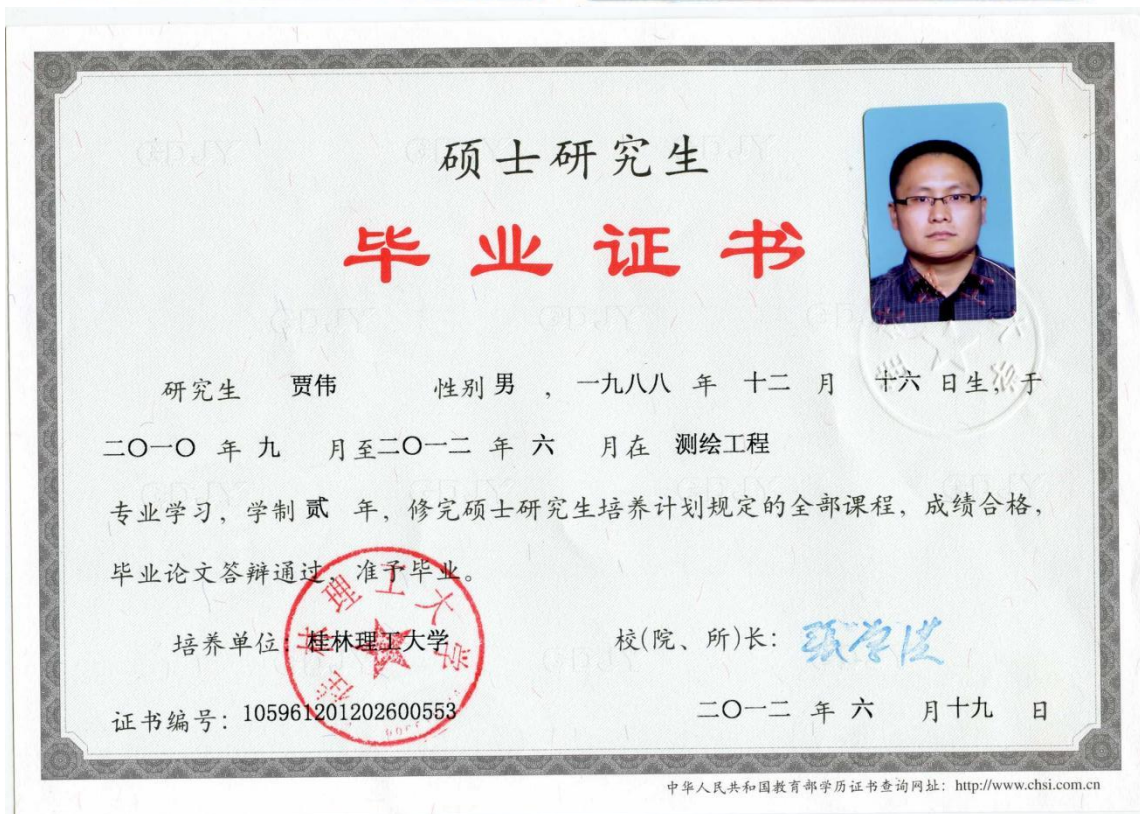 硕士研究生
毕业证书
研究生 贾伟 性别 男 ，一九八八 年 十二 月 十六 日生，于
二〇一〇 年 九 月至二〇一二 年 六 月在 测绘工程
专业学习，学制 贰 年，修完硕士研究生培养计划规定的全部课程，成绩合格，
毕业论文答辩通过，准予毕业。
培养单位：桂林理工大学 校(院、所)长：
桂林理工大学
证书编号：105961201202600553 二〇一二 年 六 月 十九 日
中华人民共和国教育部学历证书查询网址：http://www.chsi.com.cn